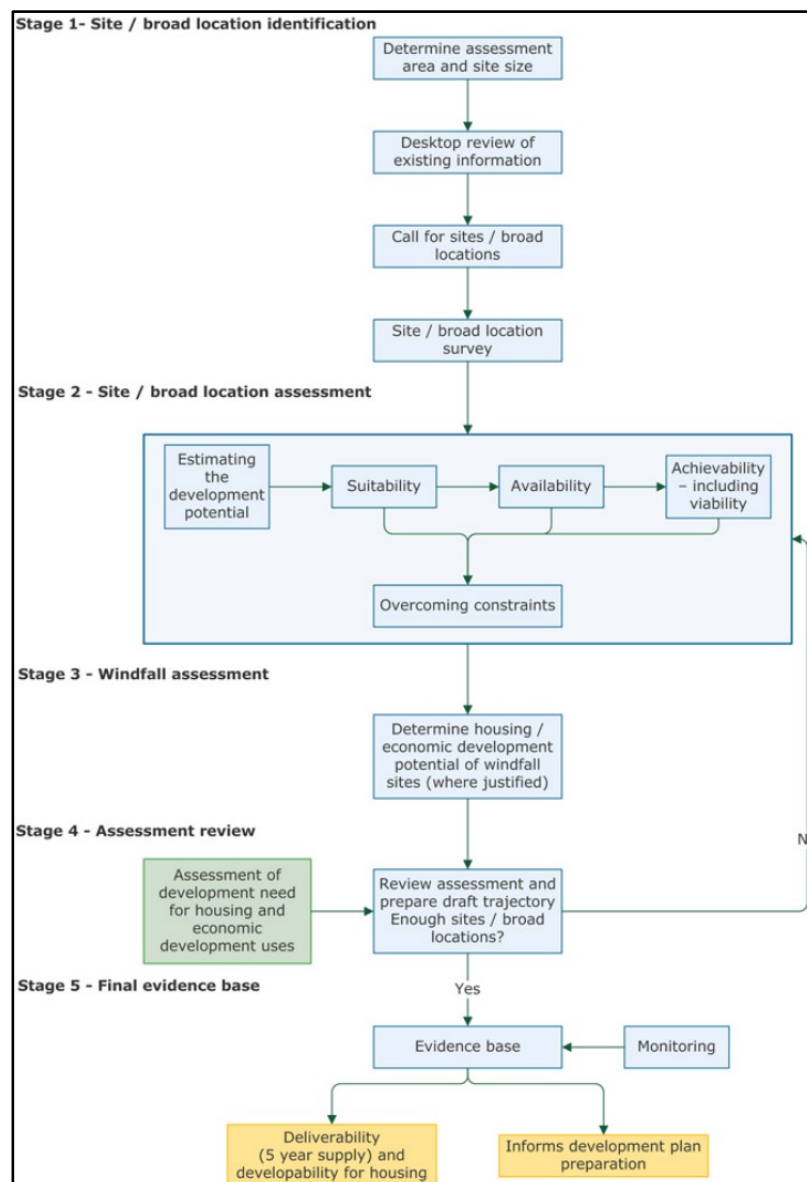 Stage 1- Site / broad location identification
Determine assessment
area and site size
Desktop review of
existing information
Call for sites / broad
locations
Site / broad location
survey
Stage 2 - Site / broad location assessment
Estimating
the
development
potential
Suitability
Availability
Achievability
– including
viability
Overcoming constraints
Stage 3 - Windfall assessment
Determine housing /
economic development
potential of windfall
sites (where justified)
Stage 4 - Assessment review
Assessment of
development need
for housing and
economic
development uses
Review assessment and
prepare draft trajectory
Enough sites / broad
locations?
Stage 5 - Final evidence base
Yes
Evidence base
Monitoring
Deliverability
(5 year supply) and
developability for housing
Informs development plan
preparation